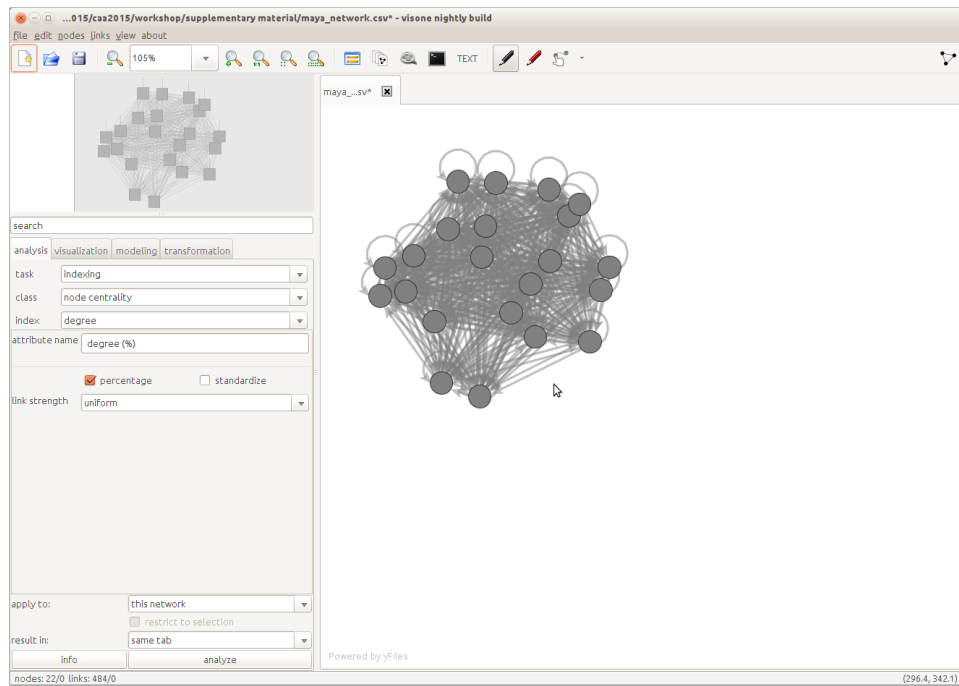 ...015/caa2015/workshop/supplementary material/maya_network.csv* - visone nightly build
file edit nodes links view about
105%
TEXT
maya_...sv*
search
analysis visualization modeling transformation
task indexing
class node centrality
index degree
attribute name degree (%)
percentage standardize
link strength uniform
apply to: this network
restrict to selection
result in: same tab
info analyze
Powered by yFiles
nodes: 22/0 links: 484/0 (296.4, 342.1)